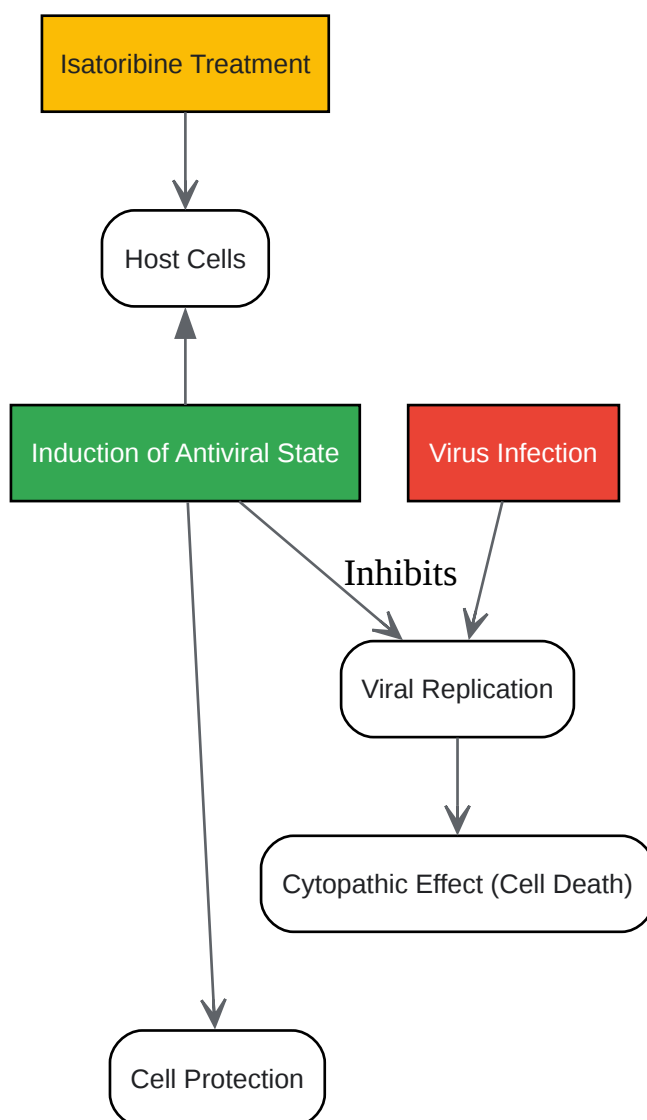 Isatoribine Treatment
Host Cells
Induction of Antiviral State
Virus Infection
Inhibits
Viral Replication
Cytopathic Effect (Cell Death)
Cell Protection